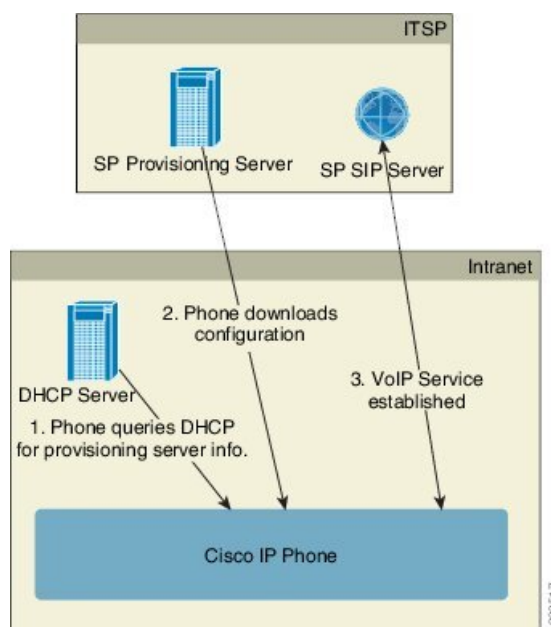 ITSP
SP Provisioning Server
SP SIP Server
Intranet
2. Phone downloads
configuration
DHCP Server
3. VoIP Service
established
1. Phone queries DHCP
for provisioning server info.
Cisco IP Phone